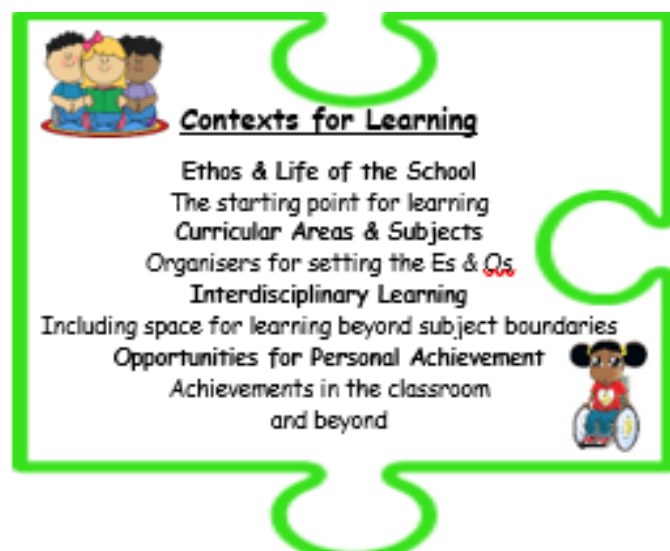 Contexts for Learning
Ethos & Life of the School
The starting point for learning
Curricular Areas & Subjects
Organisers for setting the Es & Os
Interdisciplinary Learning
Including space for learning beyond subject boundaries
Opportunities for Personal Achievement
Achievements in the classroom
and beyond